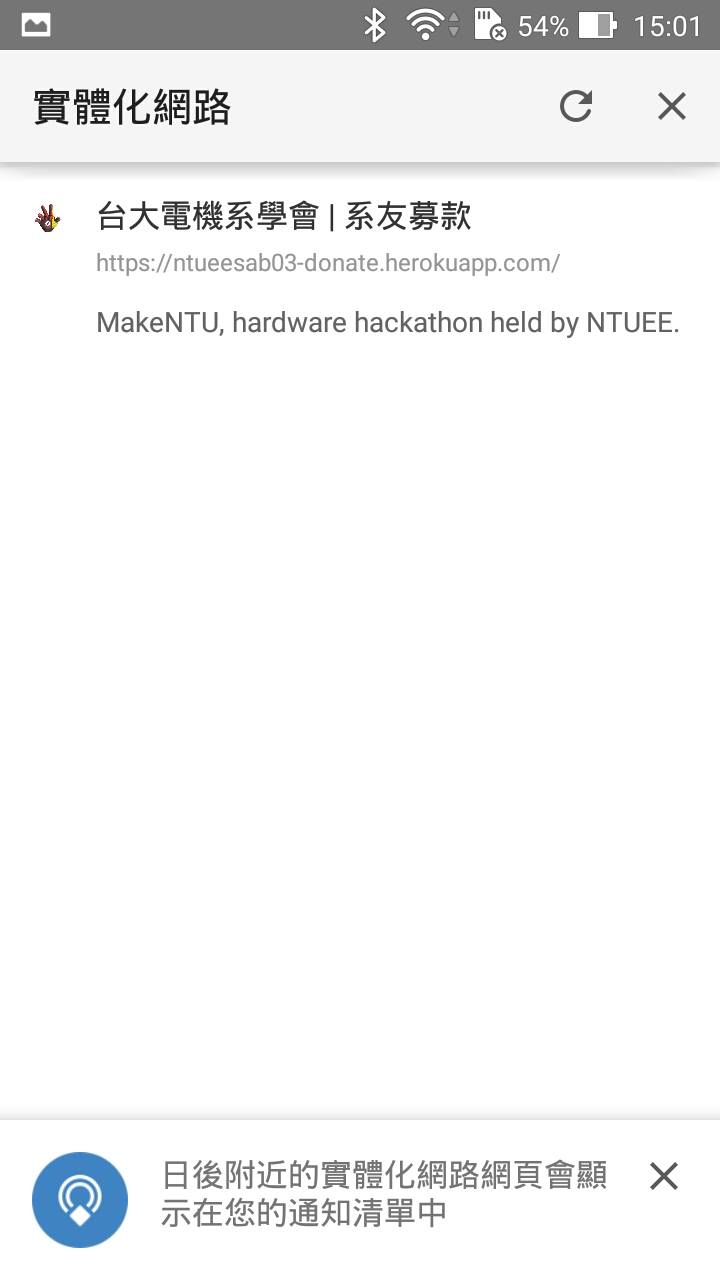 54% 15:01
實體化網路
台大電機系學會 | 系友募款
https://ntueesab03-donate.herokuapp.com/
MakeNTU, hardware hackathon held by NTUEE.
日後附近的實體化網路網頁會顯
示在您的通知清單中